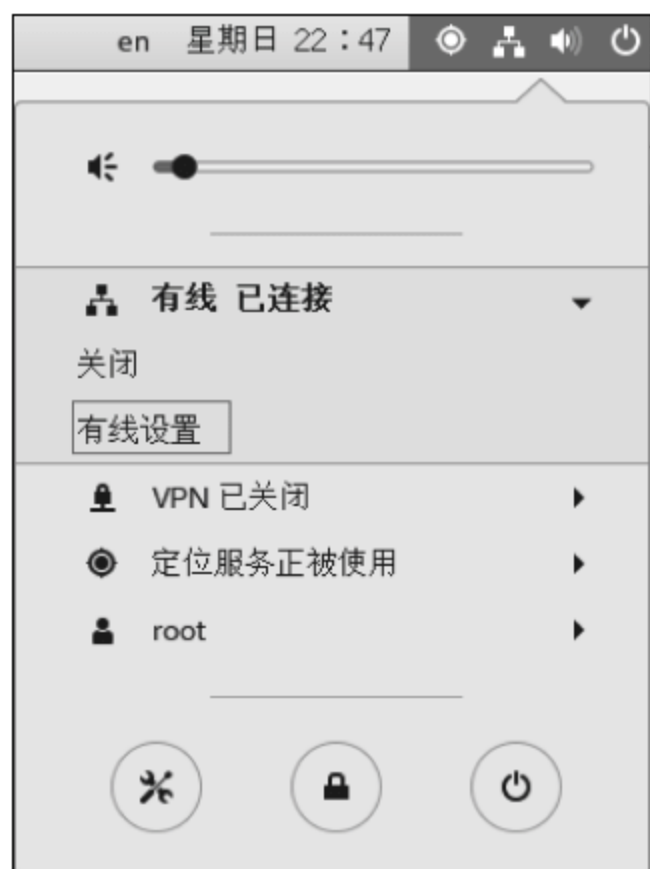 en 星期日 22：47
有线 已连接
关闭
有线设置
VPN 已关闭
定位服务正被使用
root